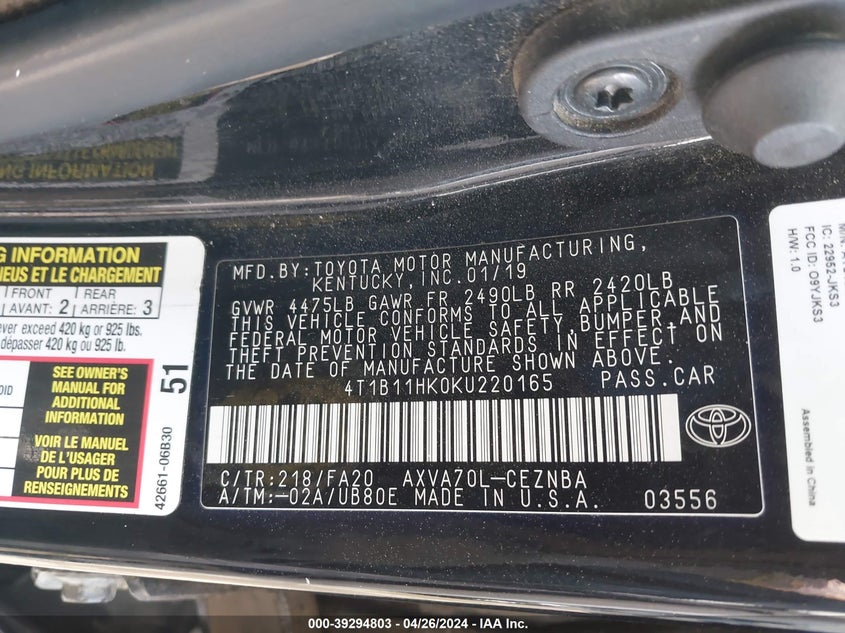 NG INFORMATION
NEUS ET LE CHARGEMENT
FRONT
AVANT: 2
REAR
ARRIÈRE: 3
ever exceed 420 kg or 925 lbs.
dépasser 420 kg ou 925 lb.
SEE OWNER'S
MANUAL FOR
ADDITIONAL
INFORMATION
VOIR LE MANUEL
DE L'USAGER
POUR PLUS DE
RENSEIGNEMENTS
51
42661-06B30
MFD.BY:TOYOTA MOTOR MANUFACTURING,
KENTUCKY,INC.01/19
GVWR 4475LB GAWR FR 2490LB RR 2420LB
THIS VEHICLE CONFORMS TO ALL APPLICABLE
FEDERAL MOTOR VEHICLE SAFETY,BUMPER,AND
THEFT PREVENTION STANDARDS IN EFFECT ON
THE DATE OF MANUFACTURE SHOWN ABOVE.
4T1B11HK0KU220165 PASS.CAR
C/TR:218/FA20 AXVA70L-CEZNBA
A/TM:-02A/UB80E MADE IN U.S.A. 03556
IC: 22952-JKS3
FCC ID: O9YJKS3
H/W: 1.0
Assembled in China
000-39294803 - 04/26/2024 - IAA Inc.